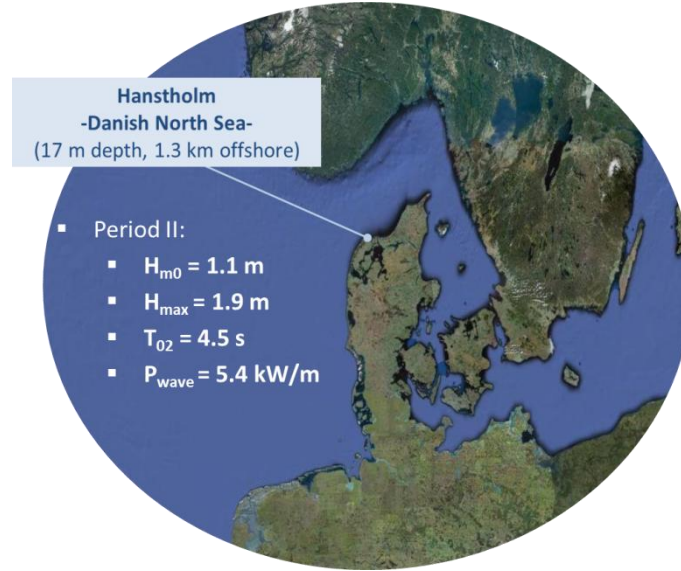 Hanstholm
-Danish North Sea-
(17 m depth, 1.3 km offshore)
▪ Period II:
▪ Hm0 = 1.1 m
▪ Hmax = 1.9 m
▪ T02 = 4.5 s
▪ Pwave = 5.4 kW/m